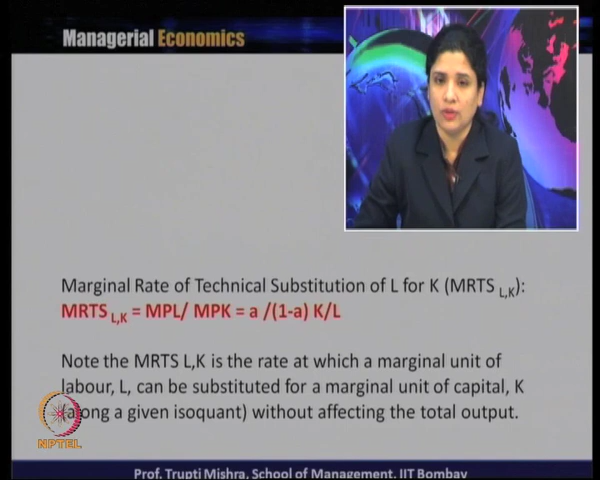 Managerial Economics
Marginal Rate of Technical Substitution of L for K (MRTS L,K):
MRTS L,K = MPL/ MPK = a /(1-a) K/L
Note the MRTS L,K is the rate at which a marginal unit of
labour, L, can be substituted for a marginal unit of capital, K
(along a given isoquant) without affecting the total output.
NPTEL
Prof. Trupti Mishra, School of Management, IIT Bombay